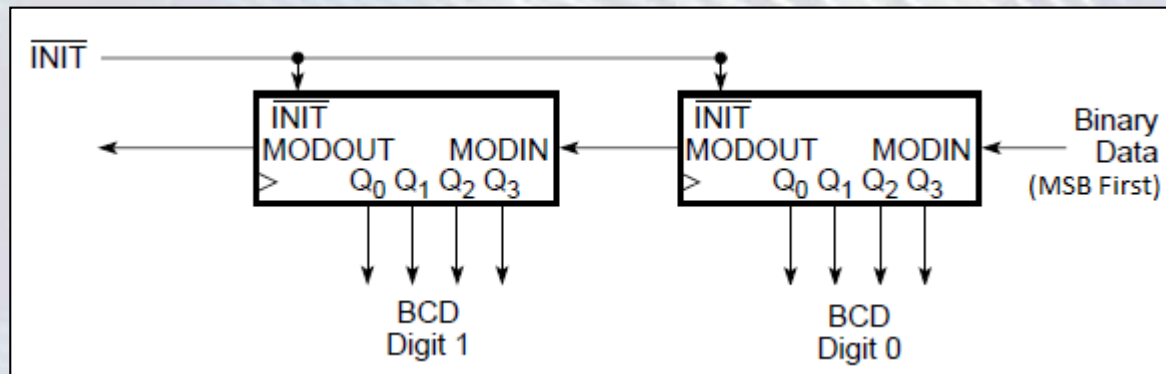 INIT
INIT
MODOUT MODIN
Q0 Q1 Q2 Q3
BCD
Digit 1
INIT
MODOUT MODIN
Q0 Q1 Q2 Q3
BCD
Digit 0
Binary
Data
(MSB First)